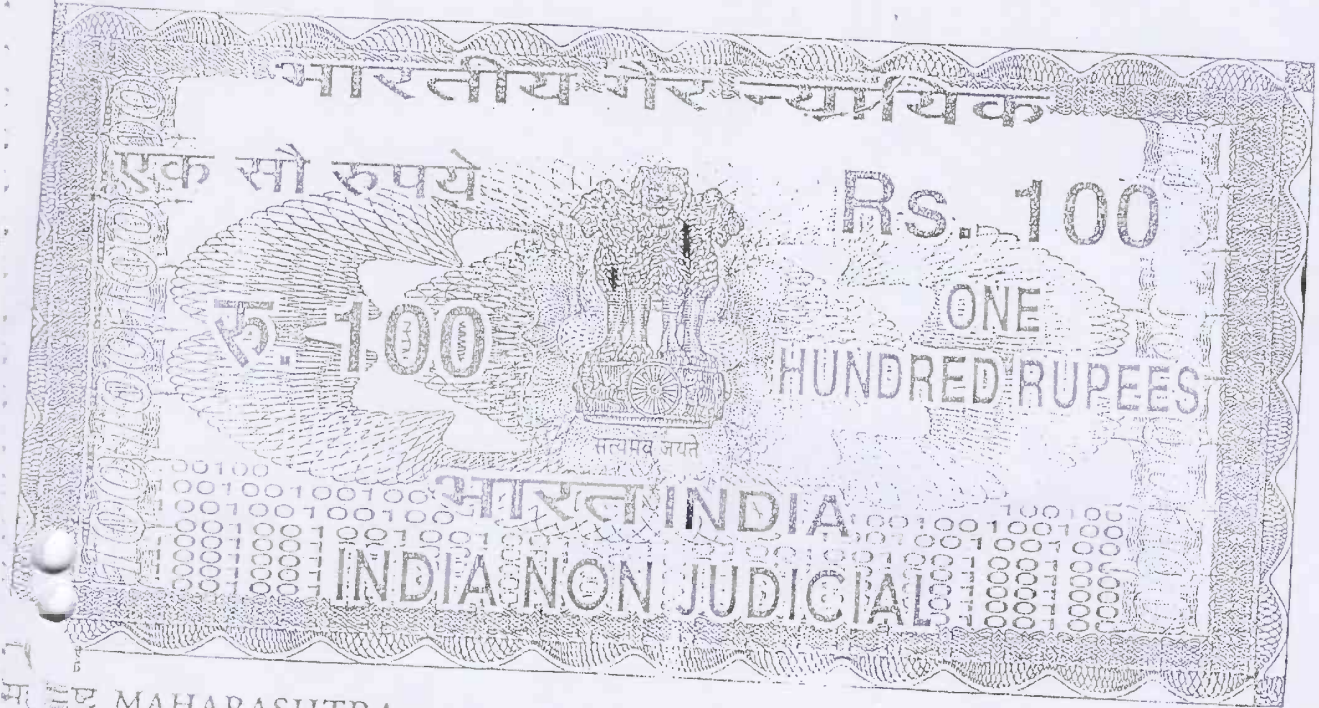 भारतीय गैर न्यायिक
एक सौ रुपये
Rs. 100
रु. 100
ONE
HUNDRED RUPEES
सत्यमेव जयते
भारत INDIA
INDIA NON JUDICIAL
MAHARASHTRA